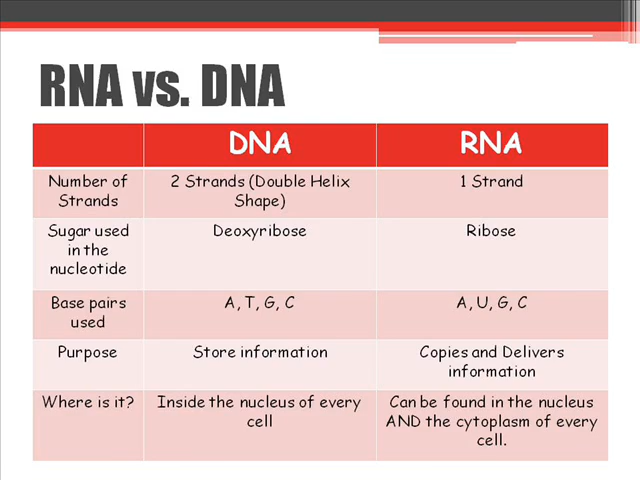 RNA vs. DNA
DNA
RNA
Number of
Strands
2 Strands (Double Helix
Shape)
1 Strand
Sugar used
in the
nucleotide
Deoxyribose
Ribose
Base pairs
used
A, T, G, C
A, U, G, C
Purpose
Store information
Copies and Delivers
information
Where is it?
Inside the nucleus of every
cell
Can be found in the nucleus
AND the cytoplasm of every
cell.